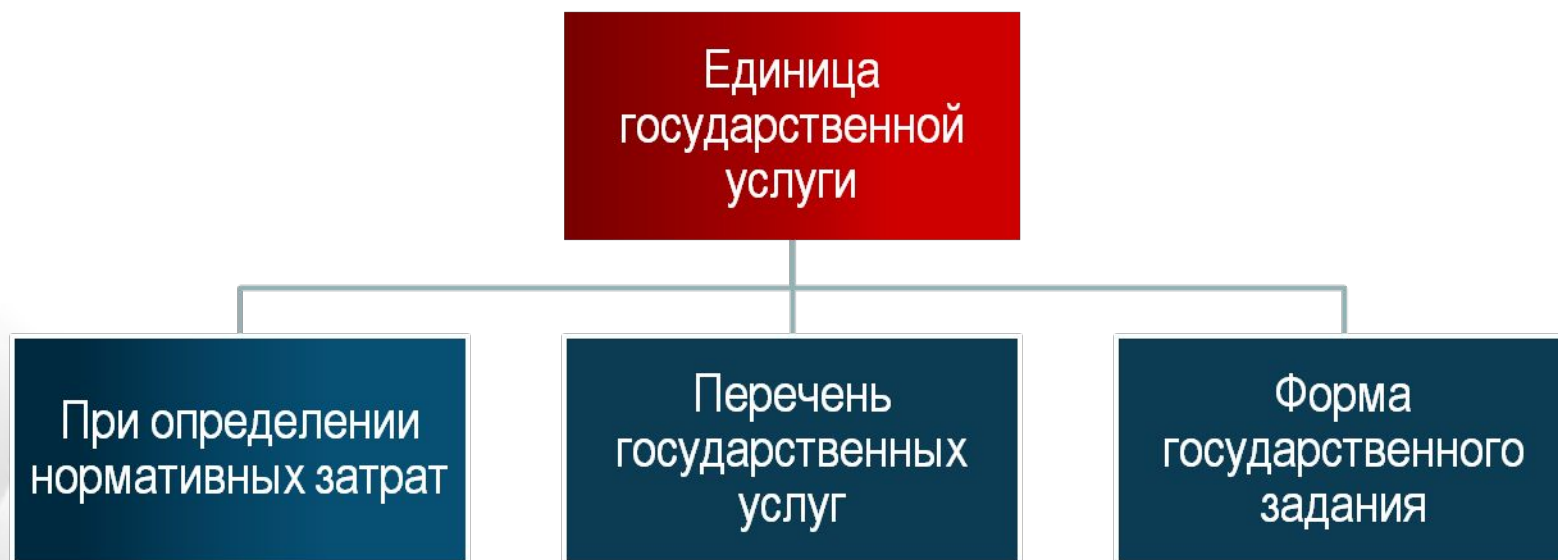 Единица
государственной
услуги
При определении
нормативных затрат
Перечень
государственных
услуг
Форма
государственного
задания